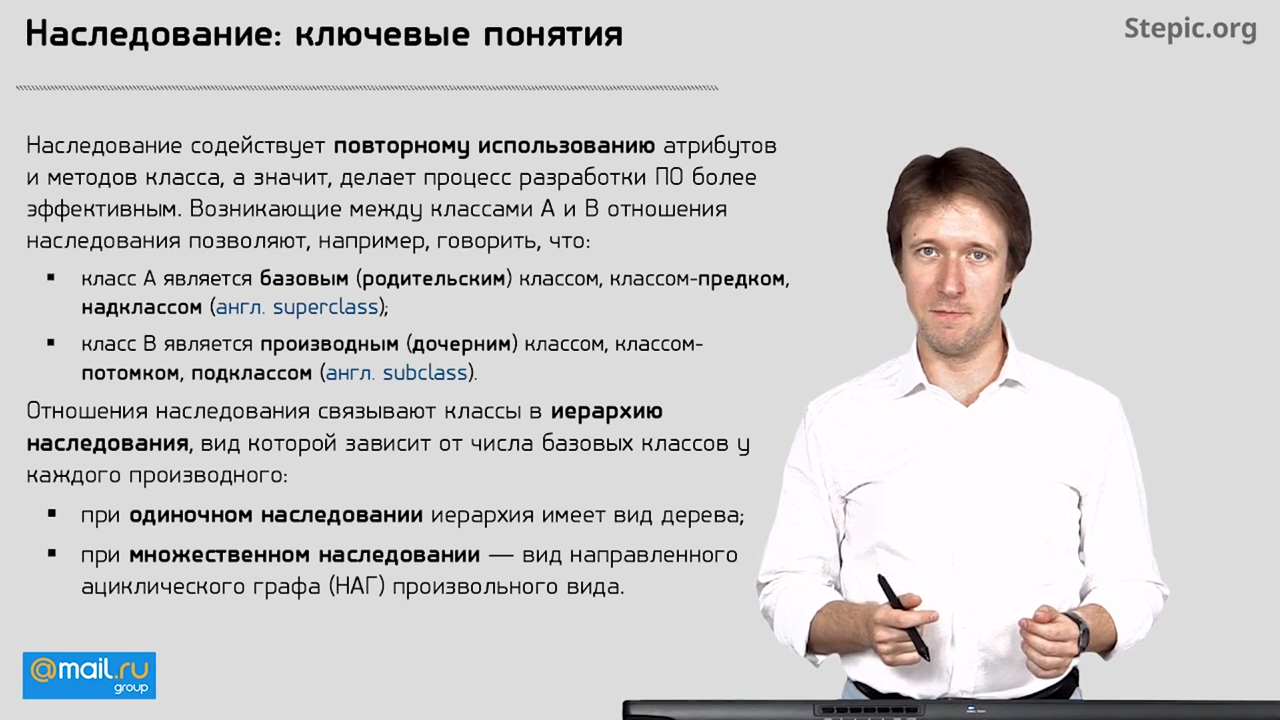 Наследование: ключевые понятия
Stepic.org
Наследование содействует повторному использованию атрибутов
и методов класса, а значит, делает процесс разработки ПО более
эффективным. Возникающие между классами A и B отношения
наследования позволяют, например, говорить, что:
▪ класс A является базовым (родительским) классом, классом-предком,
надклассом (англ. superclass);
▪ класс B является производным (дочерним) классом, классом-
потомком, подклассом (англ. subclass).
Отношения наследования связывают классы в иерархию
наследования, вид которой зависит от числа базовых классов у
каждого производного:
▪ при одиночном наследовании иерархия имеет вид дерева;
▪ при множественном наследовании — вид направленного
ациклического графа (НАГ) произвольного вида.
@mail.ru
group